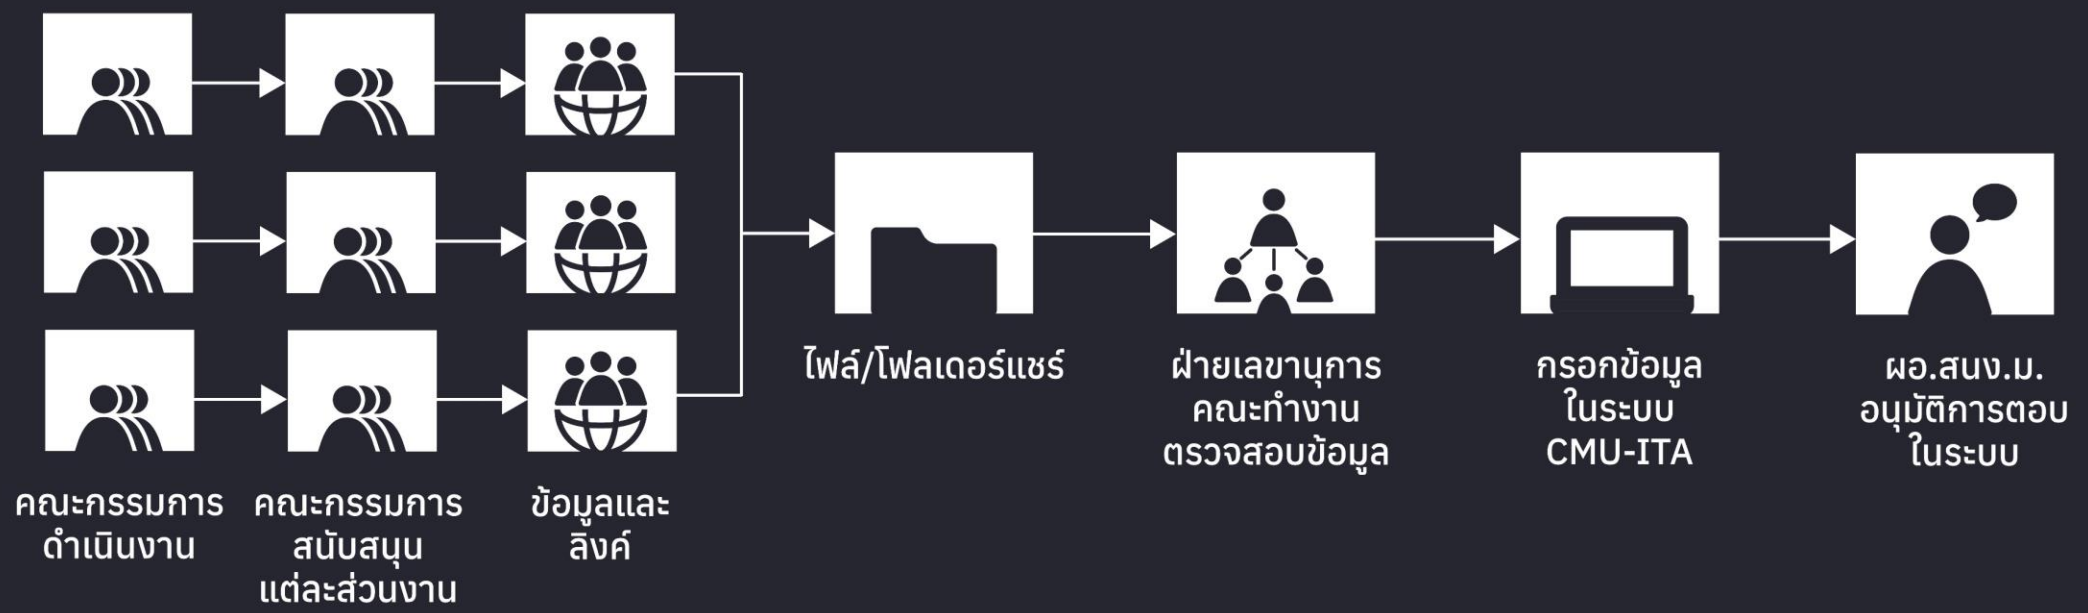 คณะกรรมการ
ดำเนินงาน
คณะกรรมการ
สนับสนุน
แต่ละส่วนงาน
ข้อมูลและ
ลิงค์
ไฟล์/โฟลเดอร์แชร์
ฝ่ายเลขานุการ
คณะทำงาน
ตรวจสอบข้อมูล
กรอกข้อมูล
ในระบบ
CMU-ITA
ผอ.สนง.ม.
อนุมัติการตอบ
ในระบบ